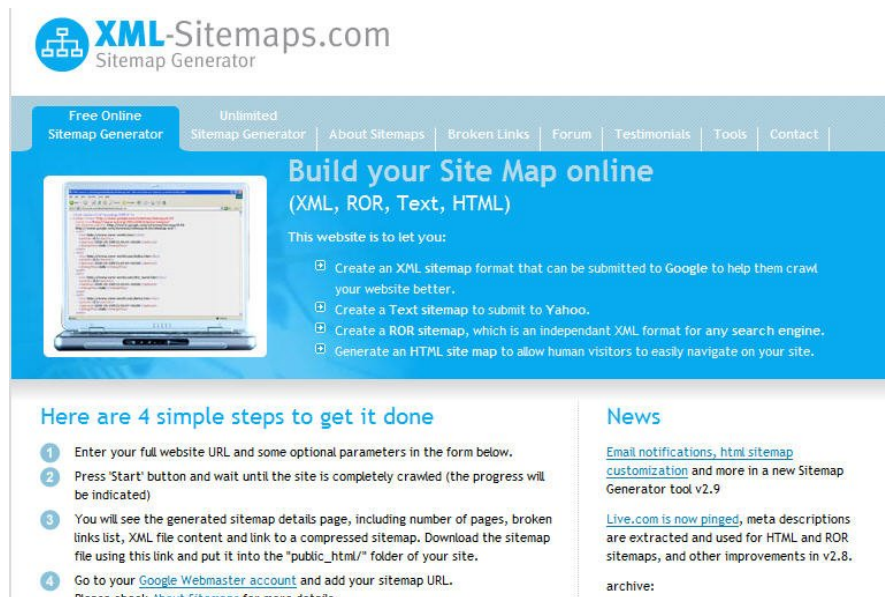 XML-Sitemaps.com
Sitemap Generator
Free Online
Sitemap Generator
Unlimited
Sitemap Generator
About Sitemaps
Broken Links
Forum
Testimonials
Tools
Contact
Build your Site Map online
(XML, ROR, Text, HTML)
This website is to let you:
Create an XML sitemap format that can be submitted to Google to help them crawl
your website better.
Create a Text sitemap to submit to Yahoo.
Create a ROR sitemap, which is an independant XML format for any search engine.
Generate an HTML site map to allow human visitors to easily navigate on your site.
Here are 4 simple steps to get it done
1 Enter your full website URL and some optional parameters in the form below.
2 Press 'Start' button and wait until the site is completely crawled (the progress will
be indicated)
3 You will see the generated sitemap details page, including number of pages, broken
links list, XML file content and link to a compressed sitemap. Download the sitemap
file using this link and put it into the "public_html/" folder of your site.
4 Go to your Google Webmaster account and add your sitemap URL.
Please check About Sitemaps for more details.
News
Email notifications, html sitemap
customization and more in a new Sitemap
Generator tool v2.9
Live.com is now pinged, meta descriptions
are extracted and used for HTML and ROR
sitemaps, and other improvements in v2.8.
archive: